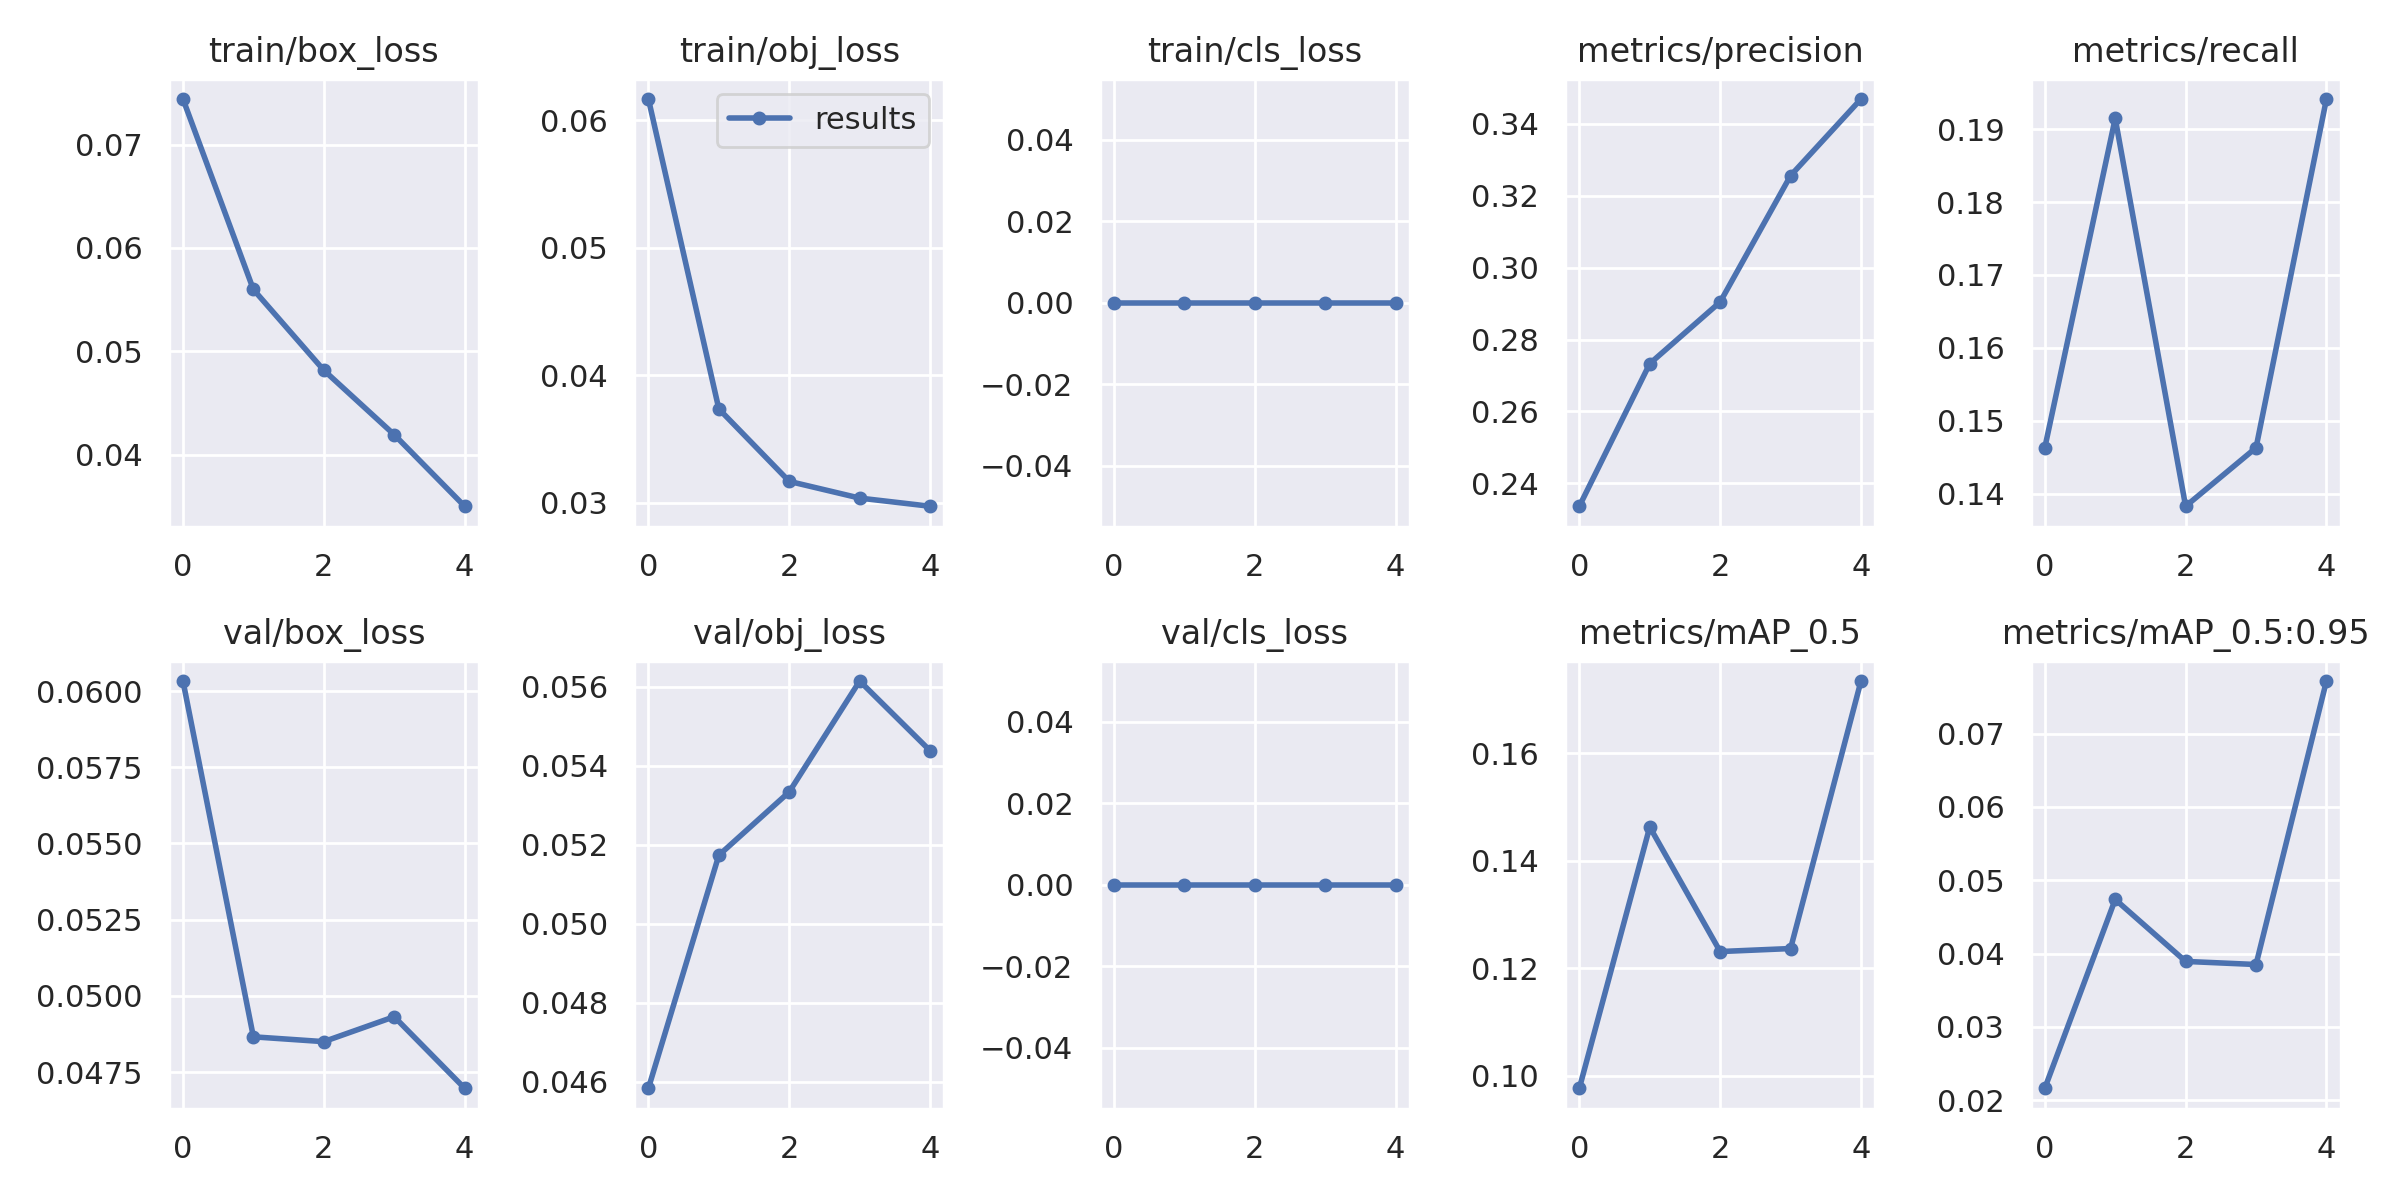 train/box_loss
0.07
0.06
0.05
0.04
0 2 4
train/obj_loss
results
0.06
0.05
0.04
0.03
0 2 4
train/cls_loss
0.04
0.02
0.00
−0.02
−0.04
0 2 4
metrics/precision
0.34
0.32
0.30
0.28
0.26
0.24
0 2 4
metrics/recall
0.19
0.18
0.17
0.16
0.15
0.14
0 2 4
val/box_loss
0.0600
0.0575
0.0550
0.0525
0.0500
0.0475
0 2 4
val/obj_loss
0.056
0.054
0.052
0.050
0.048
0.046
0 2 4
val/cls_loss
0.04
0.02
0.00
−0.02
−0.04
0 2 4
metrics/mAP_0.5
0.16
0.14
0.12
0.10
0 2 4
metrics/mAP_0.5:0.95
0.07
0.06
0.05
0.04
0.03
0.02
0 2 4